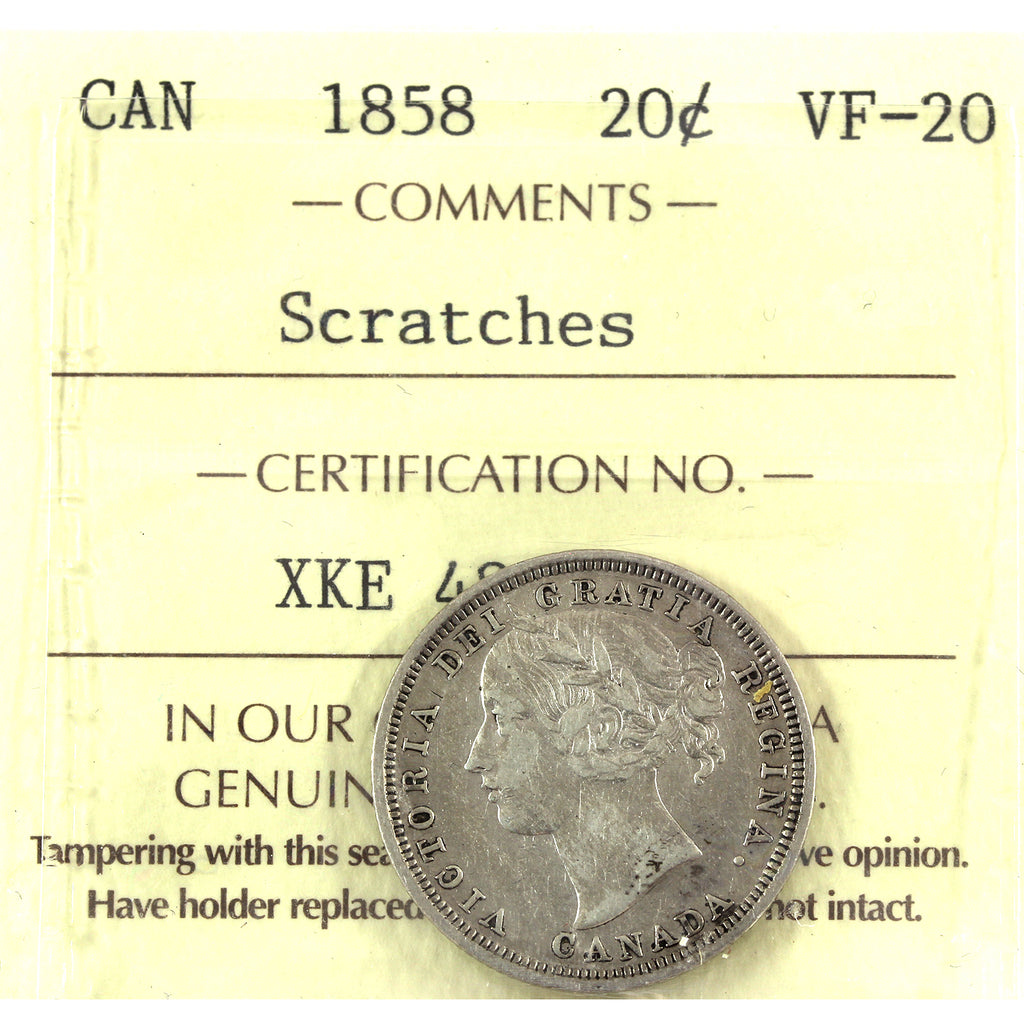 CAN 1858 20¢ VF-20
— COMMENTS —
Scratches
— CERTIFICATION NO. —
XKE
IN OUR A
GENUIN .
Tampering with this sea ve opinion.
Have holder replaced not intact.
VICTORIA DEI GRATIA REGINA.
CANADA